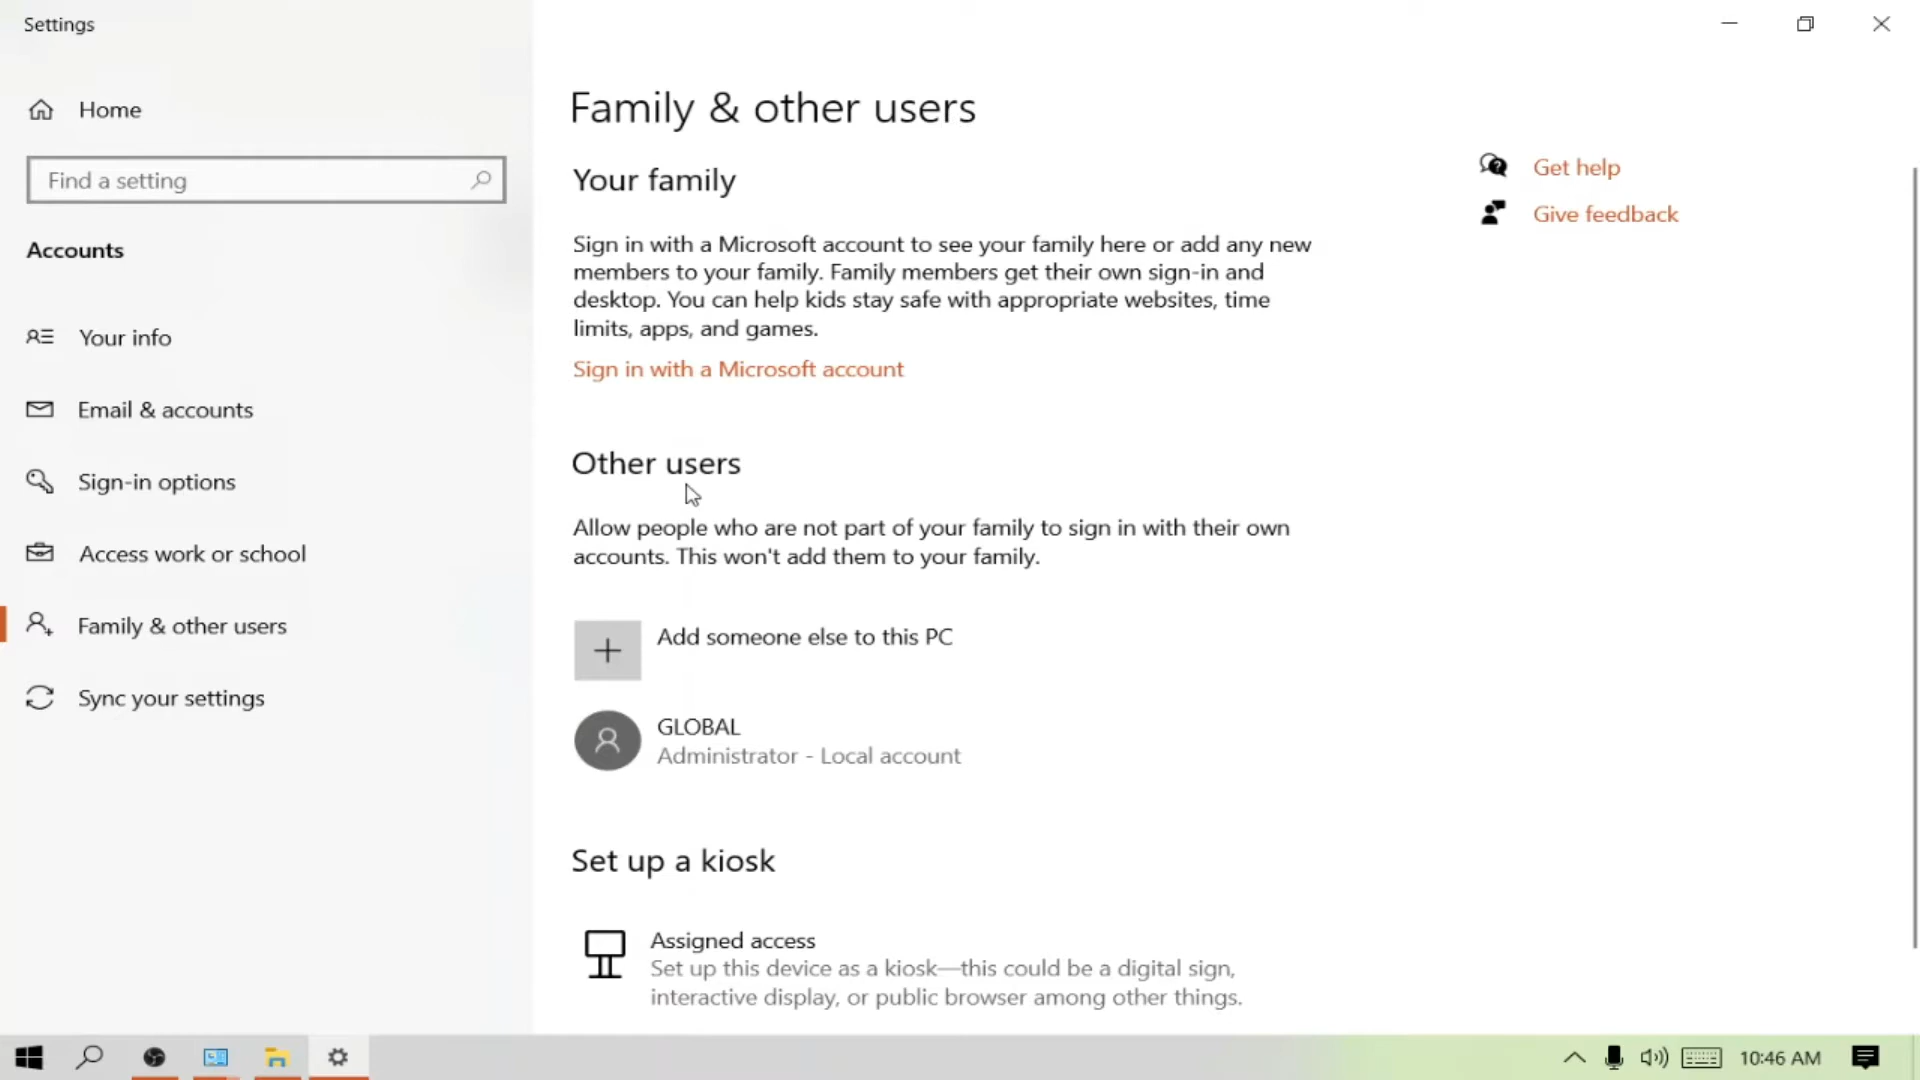 Settings
Home
Find a setting
Accounts
Your info
Email & accounts
Sign-in options
Access work or school
Family & other users
Sync your settings
Family & other users
Your family
Sign in with a Microsoft account to see your family here or add any new
members to your family. Family members get their own sign-in and
desktop. You can help kids stay safe with appropriate websites, time
limits, apps, and games.
Sign in with a Microsoft account
Other users
Allow people who are not part of your family to sign in with their own
accounts. This won't add them to your family.
Add someone else to this PC
GLOBAL
Administrator - Local account
Set up a kiosk
Assigned access
Set up this device as a kiosk—this could be a digital sign,
interactive display, or public browser among other things.
Get help
Give feedback
10:46 AM